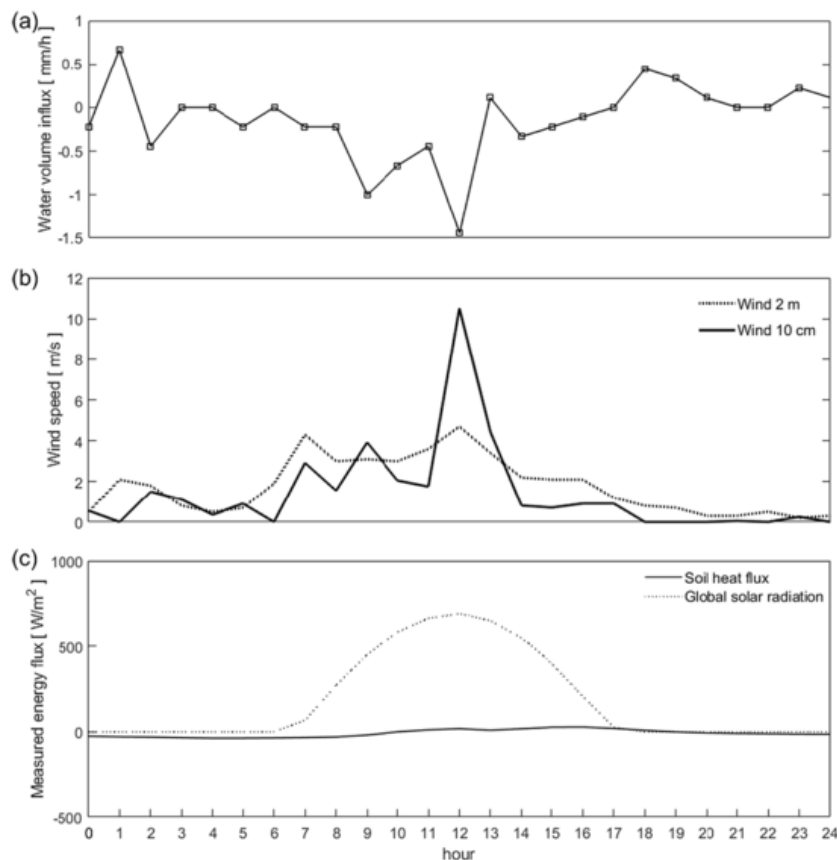 (a)
Water volume influx [ mm/h ]
1
0.5
0
-0.5
-1
-1.5
(b)
Wind speed [ m/s ]
12
10
8
6
4
2
0
Wind 2 m
Wind 10 cm
(c)
Measured energy flux [ W/m² ]
1000
500
0
-500
Soil heat flux
Global solar radiation
0 1 2 3 4 5 6 7 8 9 10 11 12 13 14 15 16 17 18 19 20 21 22 23 24
hour